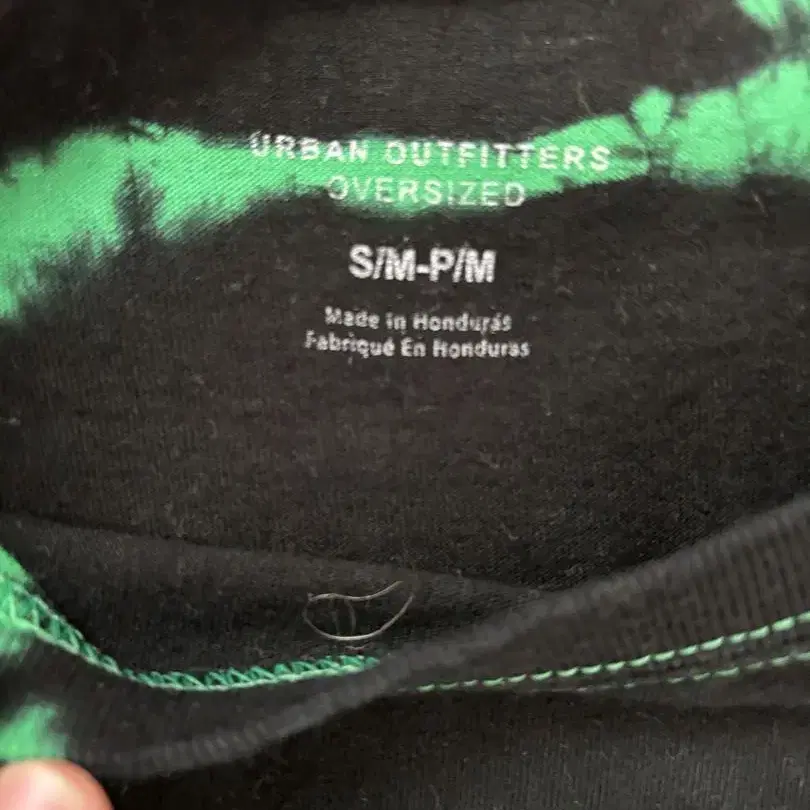 URBAN OUTFITTERS
OVERSIZED
S/M-P/M
Made in Honduras
Fabriqué En Honduras